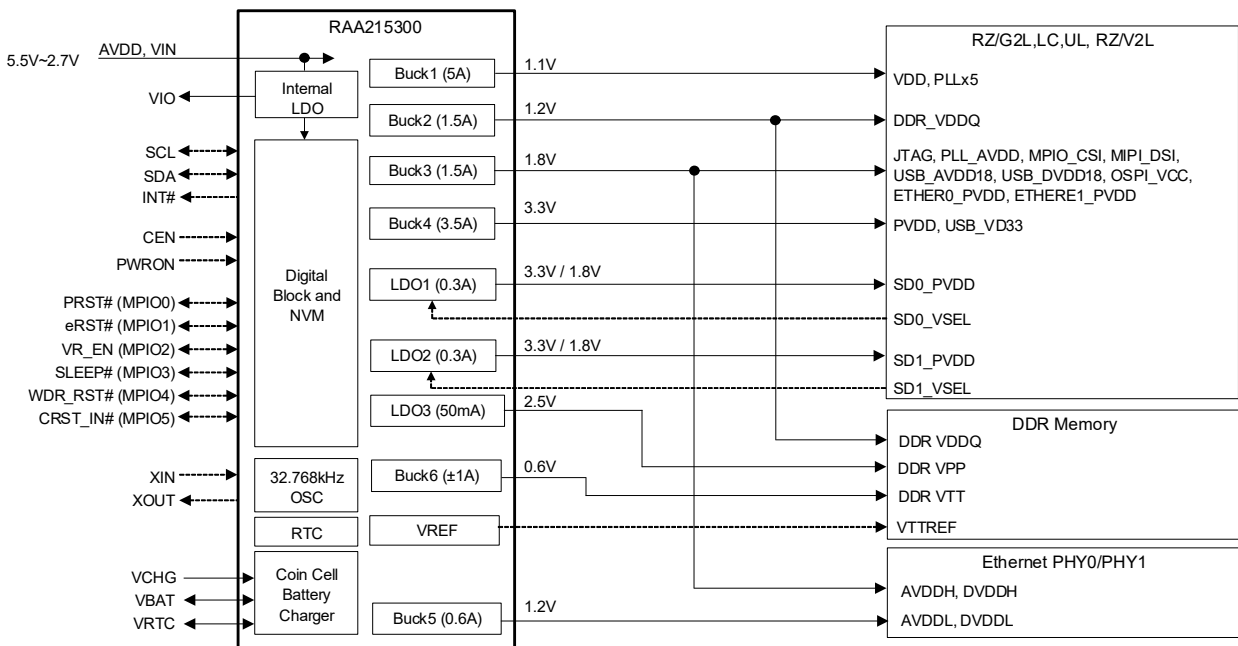 RAA215300
5.5V~2.7V
AVDD, VIN
Internal
LDO
VIO
SCL
SDA
INT#
CEN
PWRON
PRST# (MPIO0)
eRST# (MPIO1)
VR_EN (MPIO2)
SLEEP# (MPIO3)
WDR_RST# (MPIO4)
CRST_IN# (MPIO5)
Digital
Block and
NVM
XIN
XOUT
32.768kHz
OSC
RTC
VCHG
VBAT
VRTC
Coin Cell
Battery
Charger
Buck1 (5A)
1.1V
Buck2 (1.5A)
1.2V
Buck3 (1.5A)
1.8V
Buck4 (3.5A)
3.3V
LDO1 (0.3A)
3.3V / 1.8V
LDO2 (0.3A)
3.3V / 1.8V
LDO3 (50mA)
2.5V
Buck6 (±1A)
0.6V
VREF
Buck5 (0.6A)
1.2V
RZ/G2L,LC,UL, RZ/V2L
VDD, PLLx5
DDR_VDDQ
JTAG, PLL_AVDD, MPIO_CSI, MIPI_DSI,
USB_AVDD18, USB_DVDD18, OSPI_VCC,
ETHER0_PVDD, ETHERE1_PVDD
PVDD, USB_VD33
SD0_PVDD
SD0_VSEL
SD1_PVDD
SD1_VSEL
DDR Memory
DDR VDDQ
DDR VPP
DDR VTT
VTTREF
Ethernet PHY0/PHY1
AVDDH, DVDDH
AVDDL, DVDDL